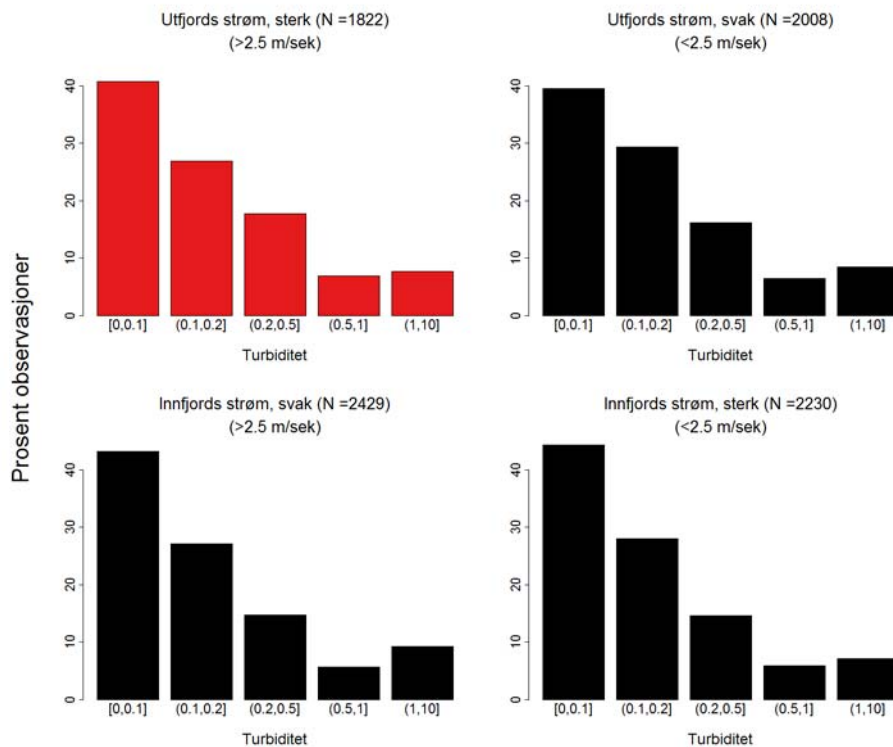 Prosent observasjoner
Utfjords strøm, sterk (N =1822)
(>2.5 m/sek)
40
30
20
10
0
[0,0.1] (0.1,0.2] (0.2,0.5] (0.5,1] (1,10]
Turbiditet
Utfjords strøm, svak (N =2008)
(<2.5 m/sek)
40
30
20
10
0
[0,0.1] (0.1,0.2] (0.2,0.5] (0.5,1] (1,10]
Turbiditet
Innfjords strøm, svak (N =2429)
(>2.5 m/sek)
40
30
20
10
0
[0,0.1] (0.1,0.2] (0.2,0.5] (0.5,1] (1,10]
Turbiditet
Innfjords strøm, sterk (N =2230)
(<2.5 m/sek)
40
30
20
10
0
[0,0.1] (0.1,0.2] (0.2,0.5] (0.5,1] (1,10]
Turbiditet